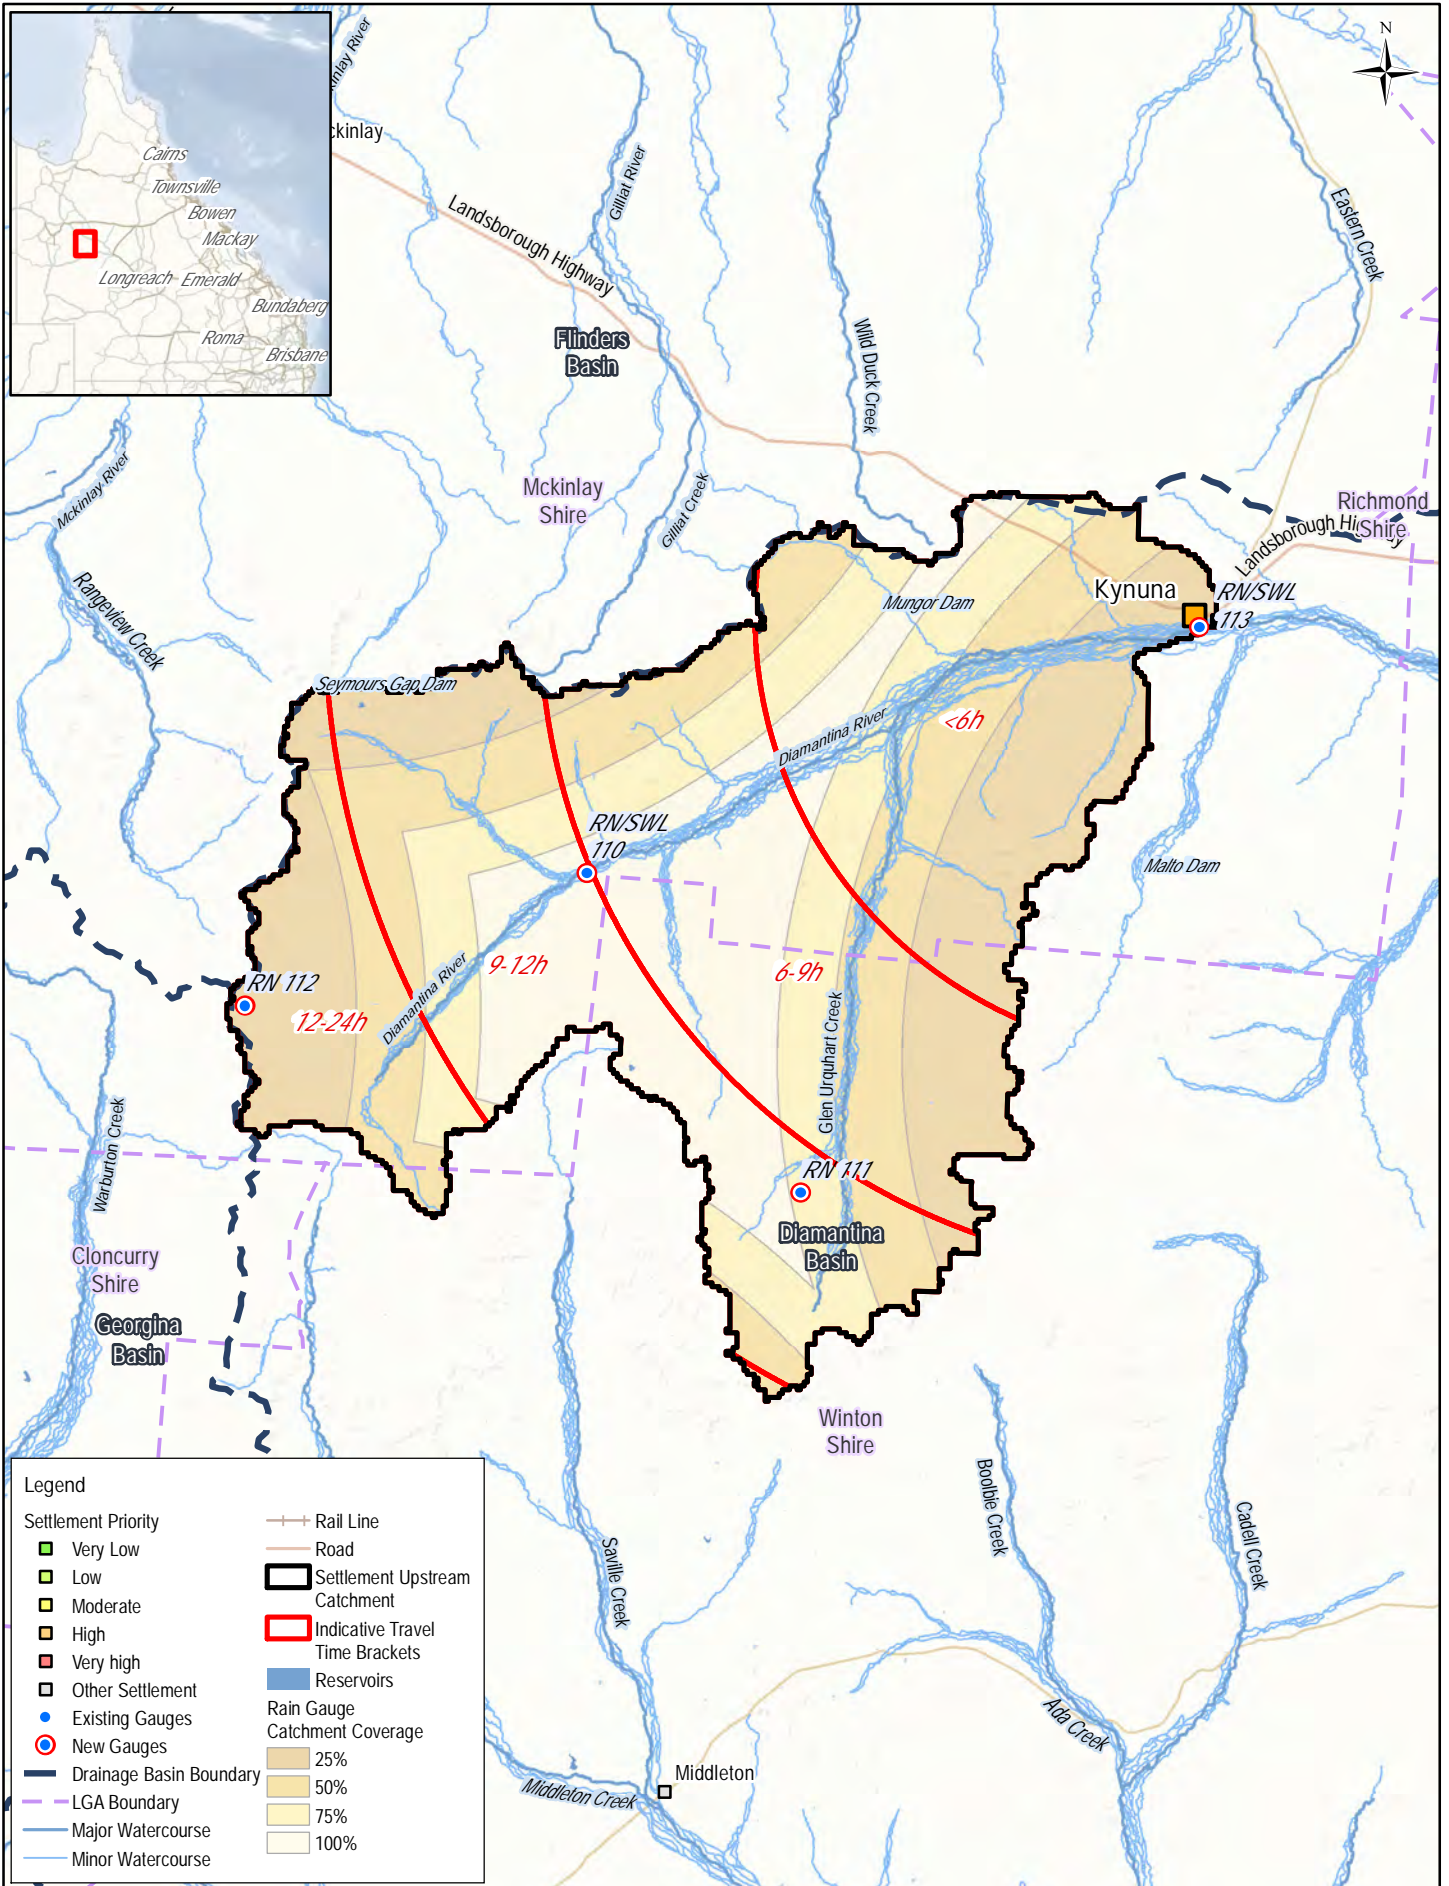 Cairns
Townsville
Bowen
Mackay
Longreach
Emerald
Bundaberg
Roma
Brisbane
N
kinlay River
ckinlay
Landsborough Highway
Gilliat River
Eastern Creek
Flinders
Basin
Wild Duck Creek
Mckinlay River
Mckinlay
Shire
Gilliat Creek
Richmond
Shire
Landsborough Highway
Rangeview Creek
Kynuna
RN/SWL
113
Mungor Dam
Seymours Gap Dam
Diamantina River
<6h
RN/SWL
110
Malto Dam
RN 112
12-24h
Diamantina River
9-12h
6-9h
Glen Urquhart Creek
Warburton Creek
RN 111
Diamantina
Basin
Cloncurry
Shire
Georgina
Basin
Winton
Shire
Boolbie Creek
Cadell Creek
Saville Creek
Ada Creek
Middleton
Middleton Creek
Legend
Settlement Priority
Very Low
Low
Moderate
High
Very high
Other Settlement
Existing Gauges
New Gauges
Drainage Basin Boundary
LGA Boundary
Major Watercourse
Minor Watercourse
Rail Line
Road
Settlement Upstream
Catchment
Indicative Travel
Time Brackets
Reservoirs
Rain Gauge
Catchment Coverage
25%
50%
75%
100%